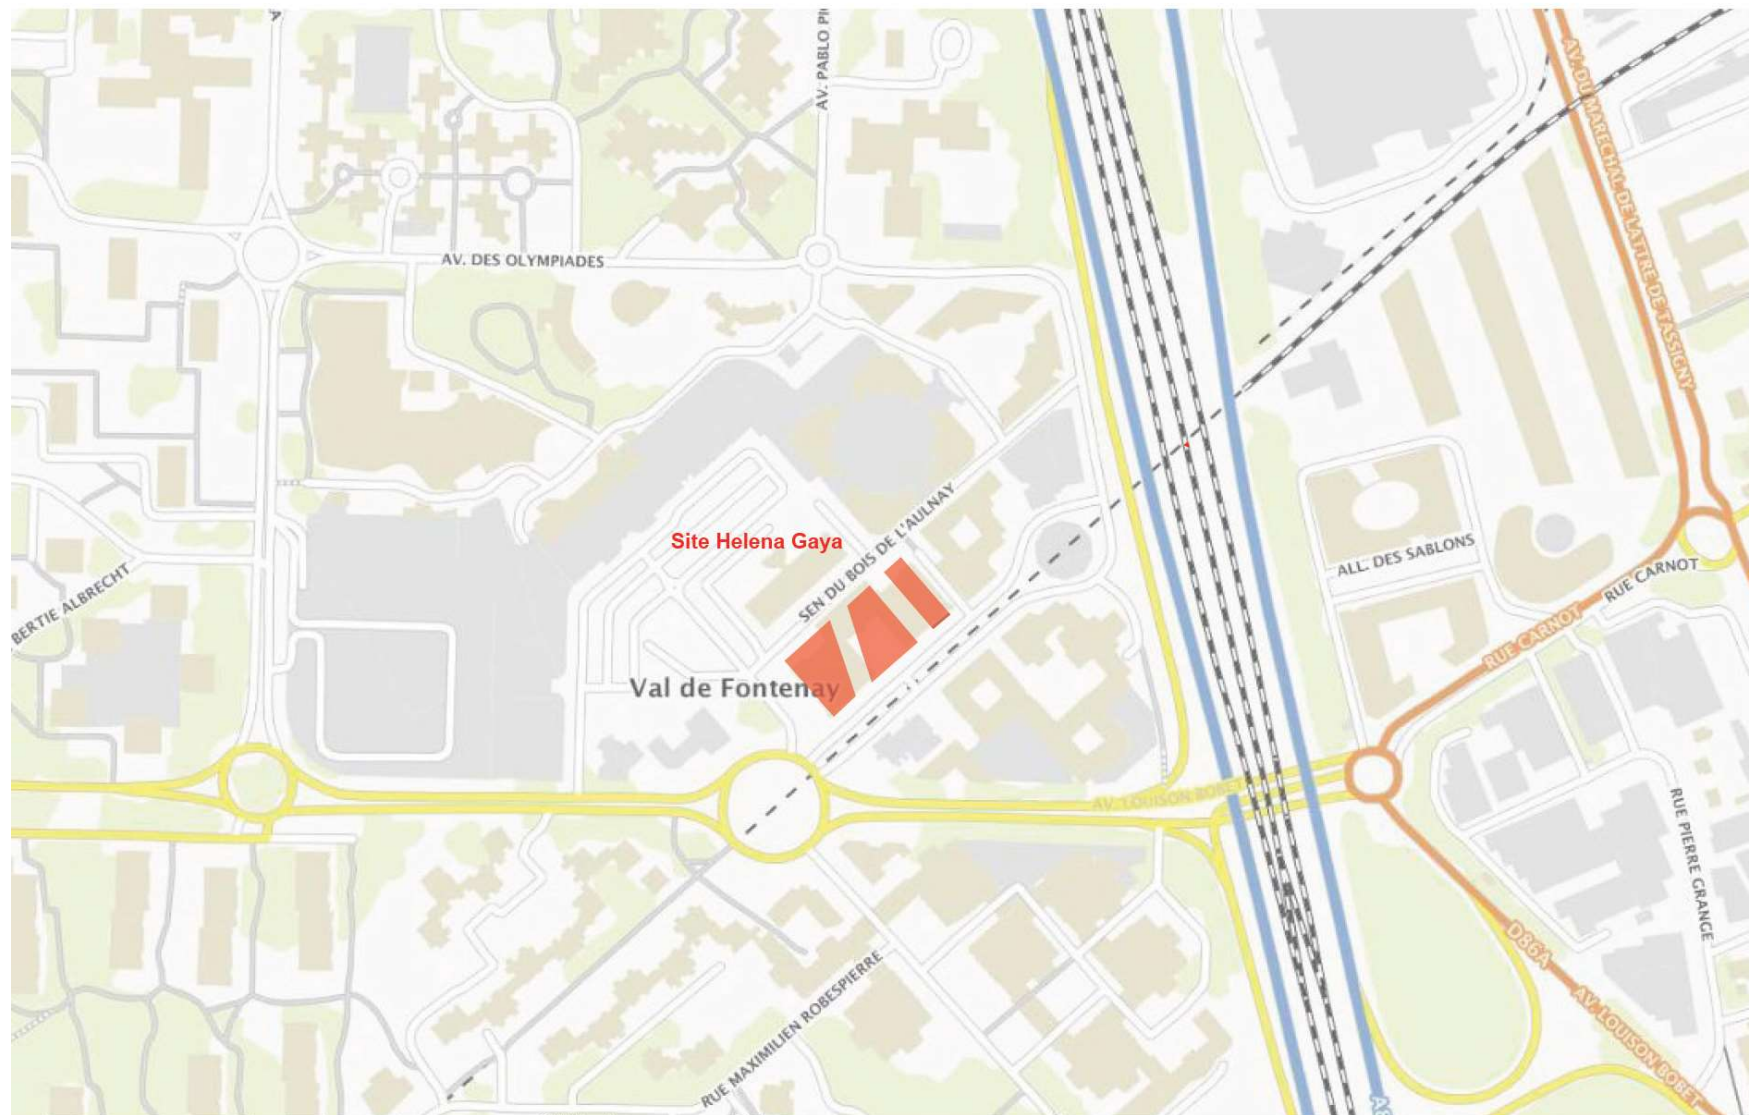 AV. PABLO PI
AV. DU MARECHAL DE LATTRE DE TASSIGNY
AV. DES OLYMPIADES
SEN DU BOIS DE L'AULNAY
Site Helena Gaya
ALL. DES SABLONS
RUE CARNOT
BERTIE ALBRECHT
RUE CARNOT
Val de Fontenay
AV. LOUISON BOBET
RUE PIERRE GRANGE
D86A
RUE MAXIMILIEN ROBESPIERRE
AV. LOUISON BOBET